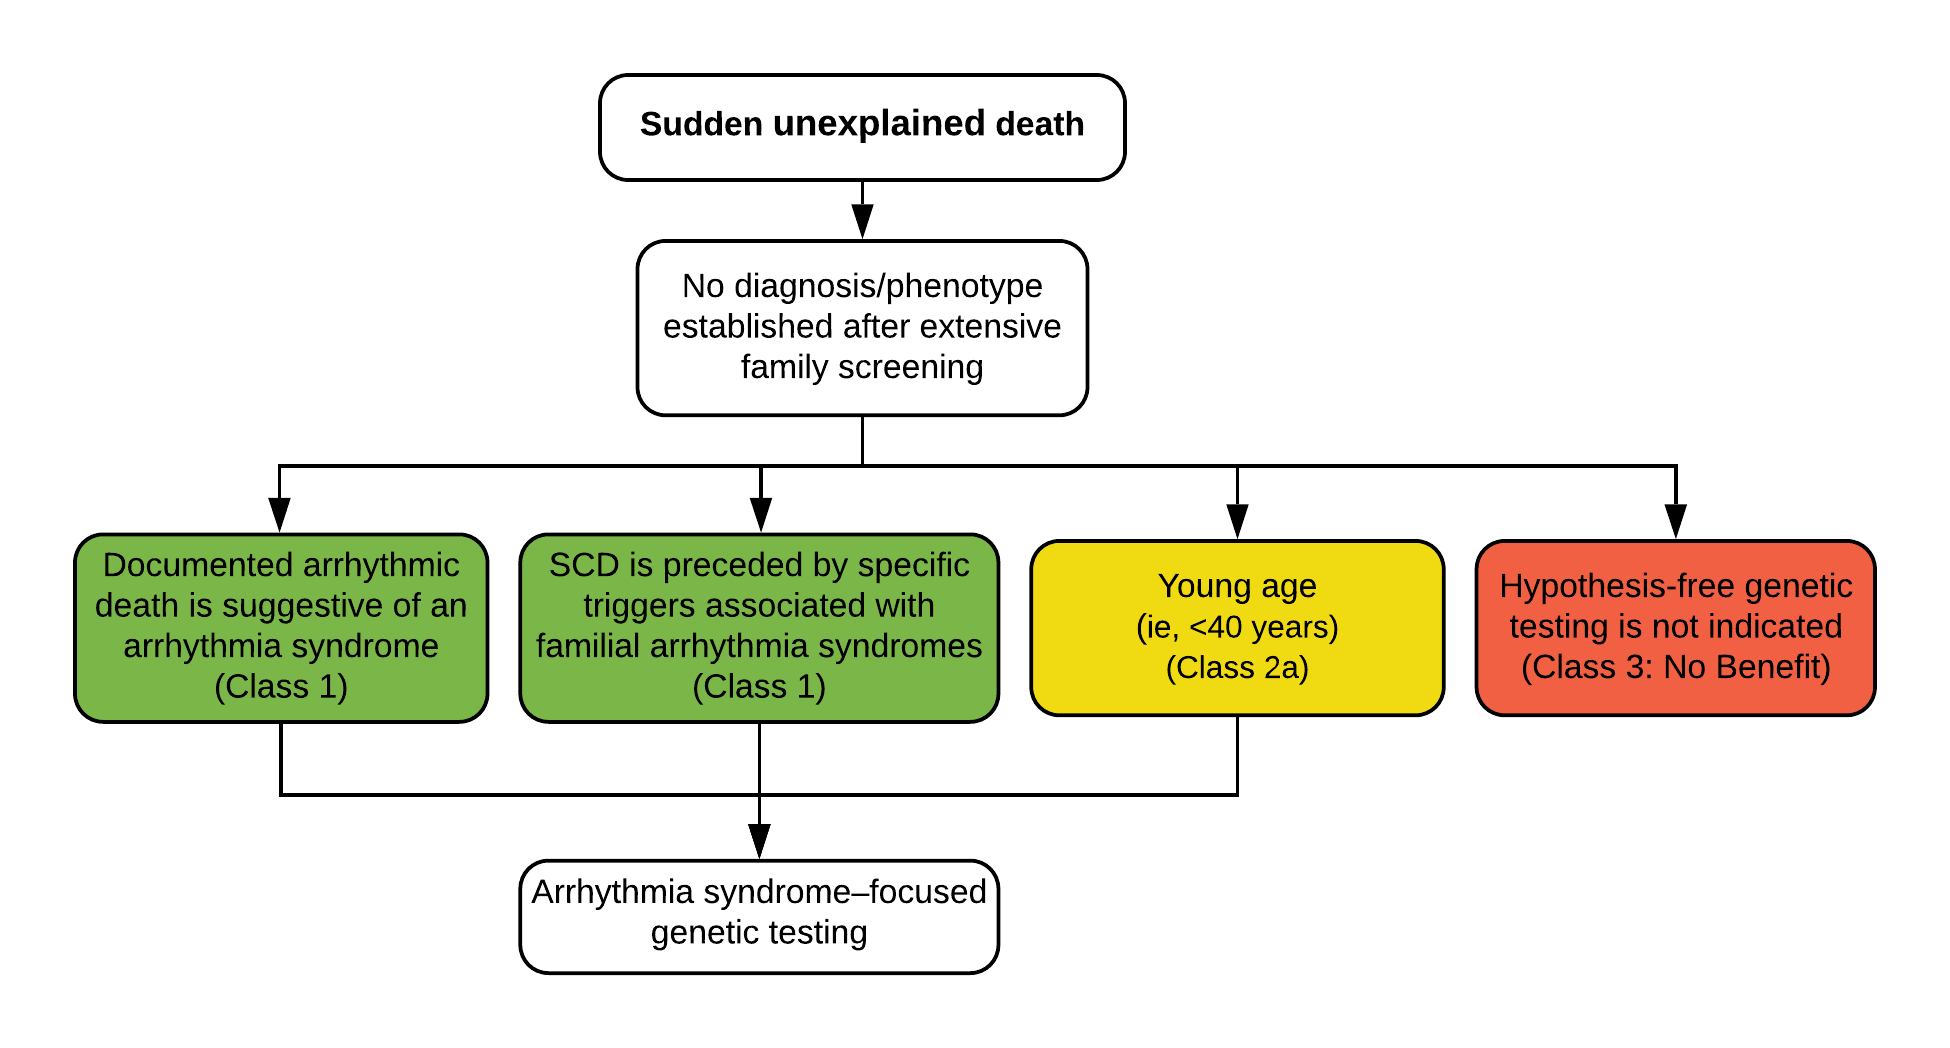 Sudden unexplained death
No diagnosis/phenotype
established after extensive
family screening
Documented arrhythmic
death is suggestive of an
arrhythmia syndrome
(Class 1)
SCD is preceded by specific
triggers associated with
familial arrhythmia syndromes
(Class 1)
Young age
(ie, <40 years)
(Class 2a)
Hypothesis-free genetic
testing is not indicated
(Class 3: No Benefit)
Arrhythmia syndrome–focused
genetic testing